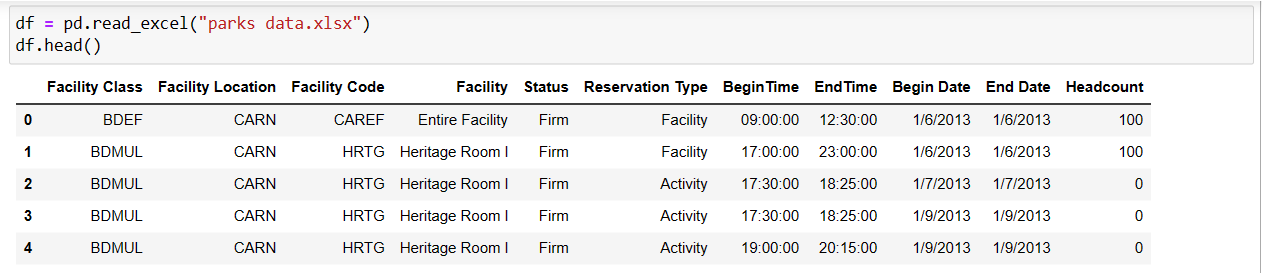 df = pd.read_excel("parks data.xlsx")
df.head()
Facility Class Facility Location Facility Code Facility Status Reservation Type BeginTime EndTime Begin Date End Date Headcount
0 BDEF CARN CAREF Entire Facility Firm Facility 09:00:00 12:30:00 1/6/2013 1/6/2013 100
1 BDMUL CARN HRTG Heritage Room I Firm Facility 17:00:00 23:00:00 1/6/2013 1/6/2013 100
2 BDMUL CARN HRTG Heritage Room I Firm Activity 17:30:00 18:25:00 1/7/2013 1/7/2013 0
3 BDMUL CARN HRTG Heritage Room I Firm Activity 17:30:00 18:25:00 1/9/2013 1/9/2013 0
4 BDMUL CARN HRTG Heritage Room I Firm Activity 19:00:00 20:15:00 1/9/2013 1/9/2013 0